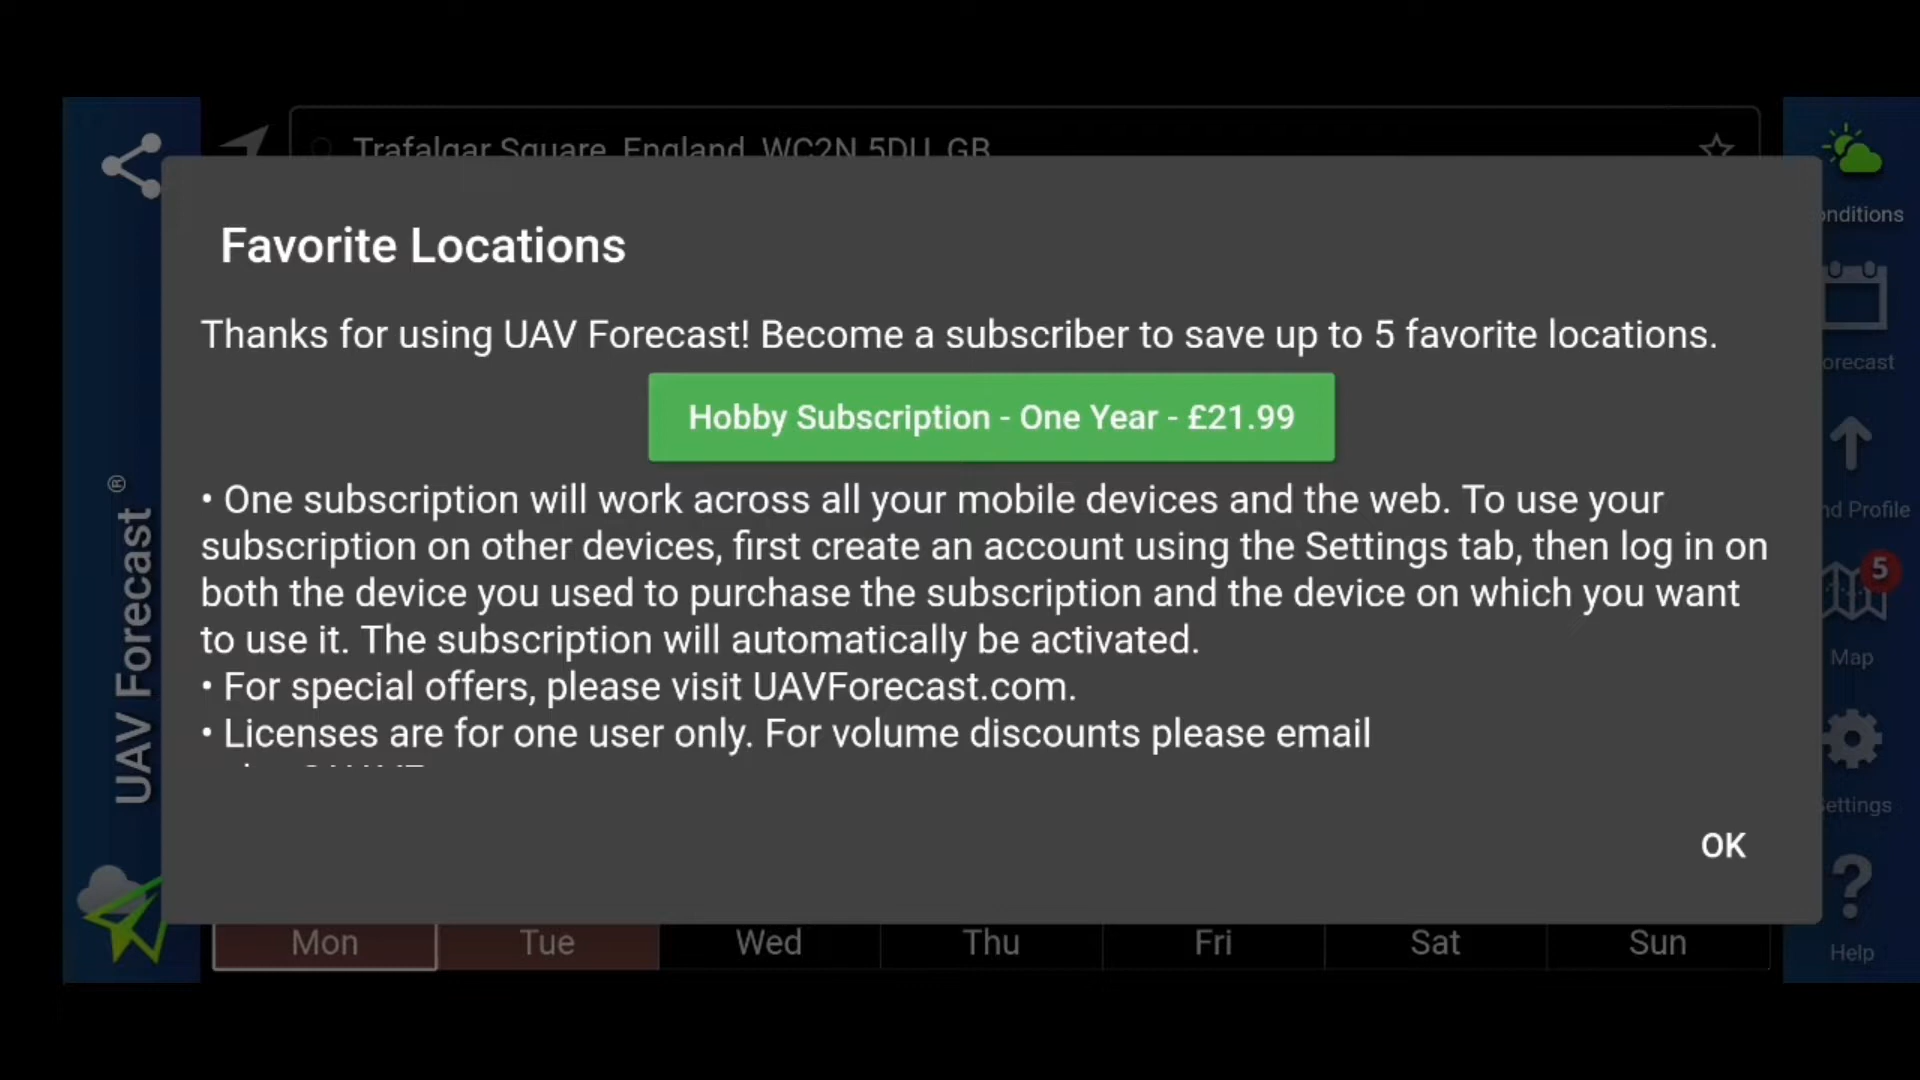 Trafalgar Square, England, WC2N 5DU, GB
Favorite Locations
Thanks for using UAV Forecast! Become a subscriber to save up to 5 favorite locations.
Hobby Subscription - One Year - £21.99
• One subscription will work across all your mobile devices and the web. To use your
subscription on other devices, first create an account using the Settings tab, then log in on
both the device you used to purchase the subscription and the device on which you want
to use it. The subscription will automatically be activated.
• For special offers, please visit UAVForecast.com.
• Licenses are for one user only. For volume discounts please email
OK
UAV Forecast®
Mon
Tue
Wed
Thu
Fri
Sat
Sun
onditions
orecast
nd Profile
5
Map
ettings
Help